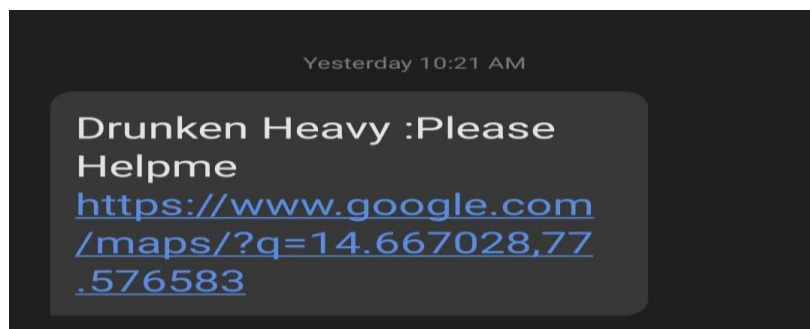 Yesterday 10:21 AM
Drunken Heavy :Please
Helpme
https://www.google.com
/maps/?q=14.667028,77
.576583